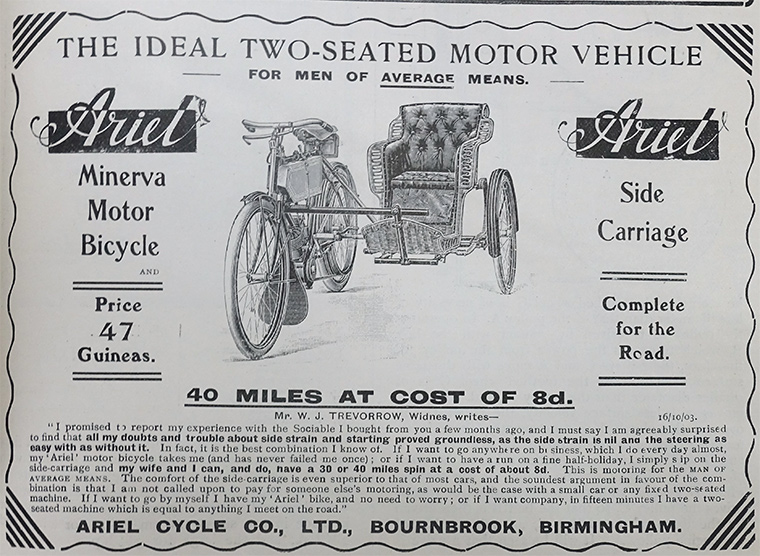 THE IDEAL TWO-SEATED MOTOR VEHICLE
FOR MEN OF AVERAGE MEANS.
Ariel
Minerva
Motor
Bicycle
AND
Price
47
Guineas.
Ariel
Side
Carriage
Complete
for the
Road.
40 MILES AT COST OF 8d.
Mr. W. J. TREVORROW, Widnes, writes— 16/10/03.
"I promised to report my experience with the Sociable I bought from you a few months ago, and I must say I am agreeably surprised
to find that all my doubts and trouble about side strain and starting proved groundless, as the side strain is nil and the steering as
easy with as without it. In fact, it is the best combination I know of. If I want to go anywhere on business, which I do every day almost,
my 'Ariel' motor bicycle takes me (and has never failed me once); or if I want to have a run on a fine half-holiday, I simply slip on the
side-carriage and my wife and I can, and do, have a 30 or 40 miles spin at a cost of about 8d. This is motoring for the MAN OF
AVERAGE MEANS. The comfort of the side-carriage is even superior to that of most cars, and the soundest argument in favour of the com-
bination is that I am not called upon to pay for someone else's motoring, as would be the case with a small car or any fixed two-seated
machine. If I want to go by myself I have my 'Ariel' bike, and no need to worry; or if I want company, in fifteen minutes I have a two-
seated machine which is equal to anything I meet on the road."
ARIEL CYCLE CO., LTD., BOURNBROOK, BIRMINGHAM.